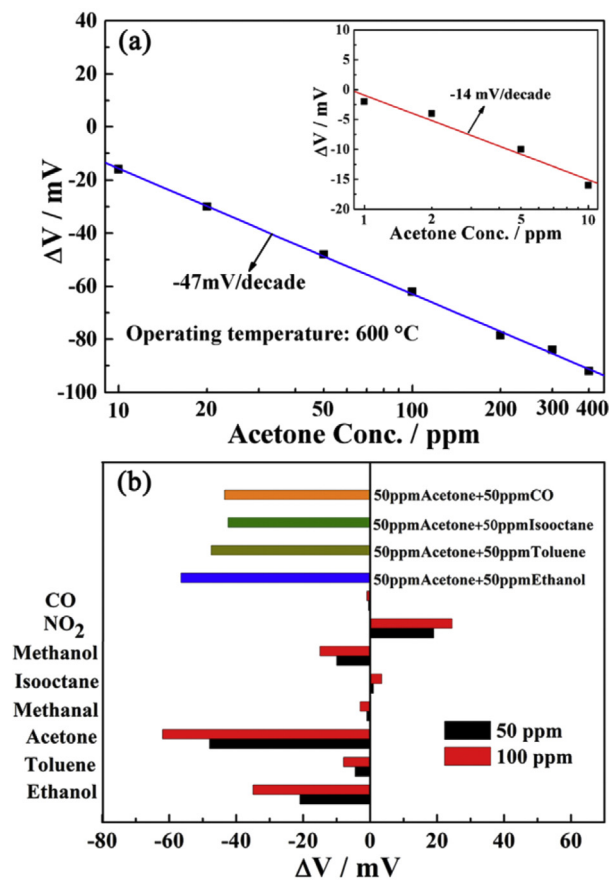 (a)
40
20
0
-20
-40
-60
-80
-100
ΔV / mV
10
20
50
100
200
300
400
Acetone Conc. / ppm
-47mV/decade
Operating temperature: 600 °C
10
5
0
-5
-10
-15
-20
ΔV / mV
-14 mV/decade
1
2
5
10
Acetone Conc. / ppm
(b)
50ppmAcetone+50ppmCO
50ppmAcetone+50ppmIsooctane
50ppmAcetone+50ppmToluene
50ppmAcetone+50ppmEthanol
CO
NO2
Methanol
Isooctane
Methanal
Acetone
Toluene
Ethanol
50 ppm
100 ppm
-80
-60
-40
-20
0
20
40
60
ΔV / mV